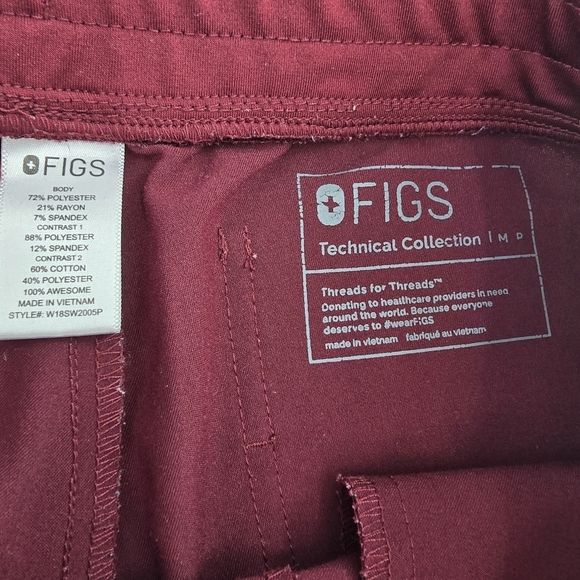 FIGS
BODY
72% POLYESTER
21% RAYON
7% SPANDEX
CONTRAST 1
88% POLYESTER
12% SPANDEX
CONTRAST 2
60% COTTON
40% POLYESTER
100% AWESOME
MADE IN VIETNAM
STYLE#: W18SW2005P
FIGS
Technical Collection | M P
Threads for Threads™
Donating to healthcare providers in need
around the world. Because everyone
deserves to #wearFIGS
made in vietnam fabriqué au vietnam